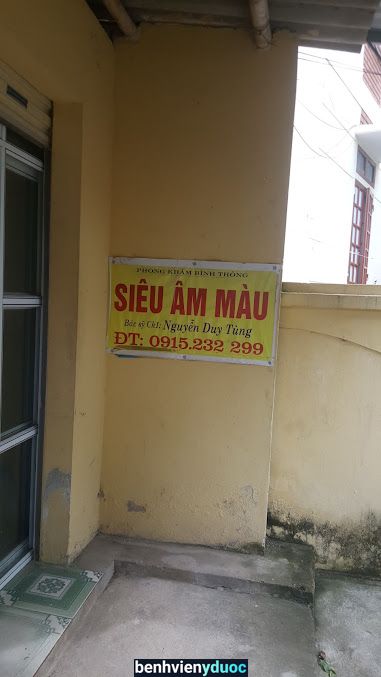 PHÒNG KHÁM BÌNH THÔNG
SIÊU ÂM MÀU
Bác sỹ CkI: Nguyễn Duy Tùng
ĐT: 0915.232 299
benhvienyduoc